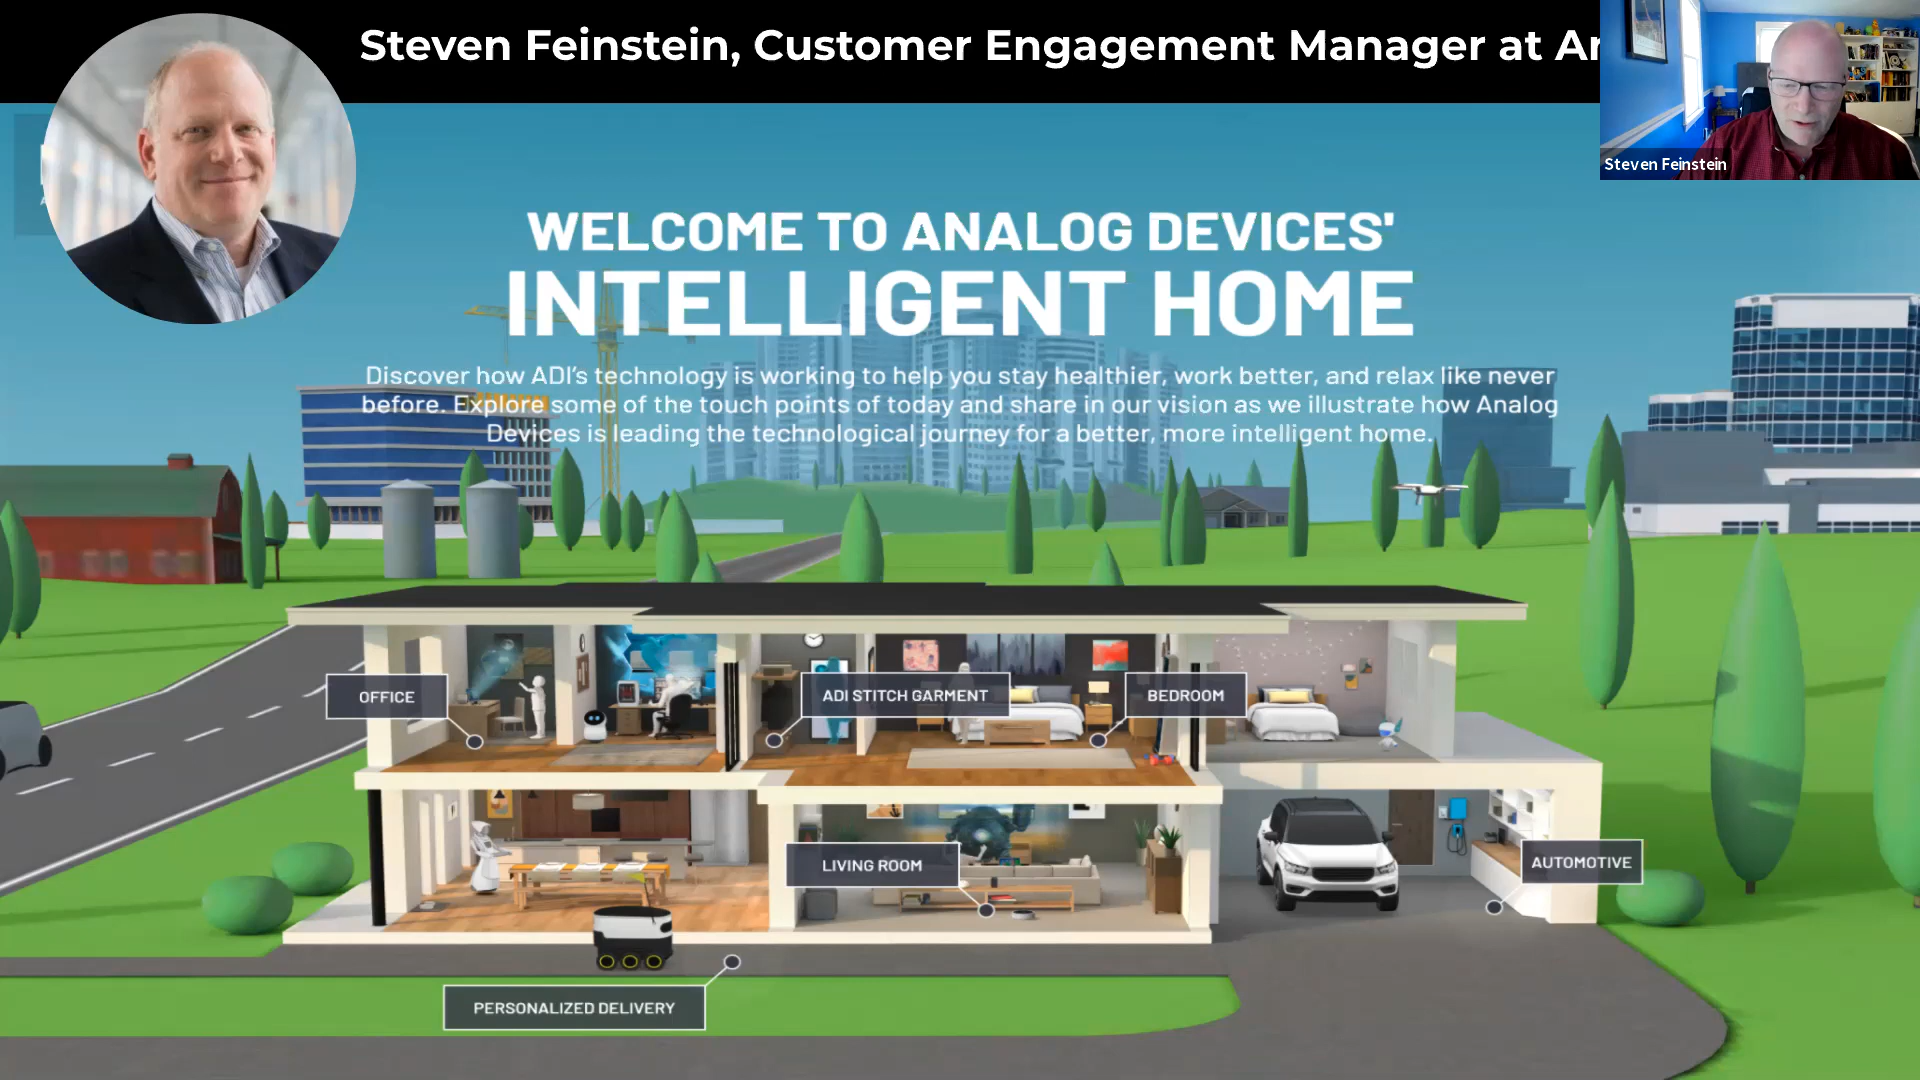 Steven Feinstein, Customer Engagement Manager at
Steven Feinstein
WELCOME TO ANALOG DEVICES'
INTELLIGENT HOME
Discover how ADI's technology is working to help you stay healthier, work better, and relax like never
before. Explore some of the touch points of today and share in our vision as we illustrate how Analog
Devices is leading the technological journey for a better, more intelligent home.
OFFICE
ADI STITCH GARMENT
BEDROOM
LIVING ROOM
AUTOMOTIVE
PERSONALIZED DELIVERY